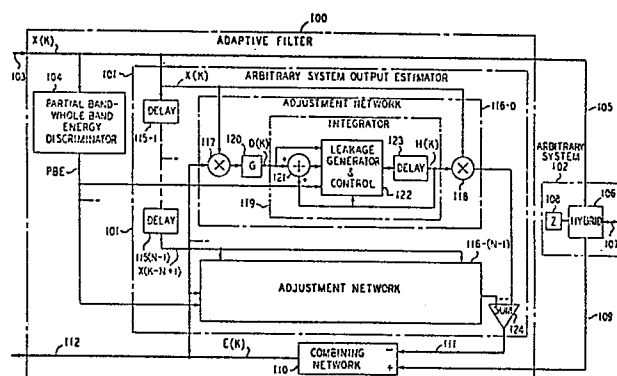 100
ADAPTIVE FILTER
X(K)
103
104
101
X(K)
ARBITRARY SYSTEM OUTPUT ESTIMATOR
105
PARTIAL BAND-
WHOLE BAND
ENERGY
DISCRIMINATOR
DELAY
115-1
ADJUSTMENT NETWORK
116-0
INTEGRATOR
117
120
D(K)
G
121
LEAKAGE
GENERATOR
&
CONTROL
122
123
DELAY
H(K)
118
119
ARBITRARY
SYSTEM
102
108
Z
106
HYBRID
107
PBE
101
DELAY
115(N-1)
X(K-N+1)
116-(N-1)
ADJUSTMENT NETWORK
SUM
124
109
112
E(K)
COMBINING
NETWORK
110
-
+
111